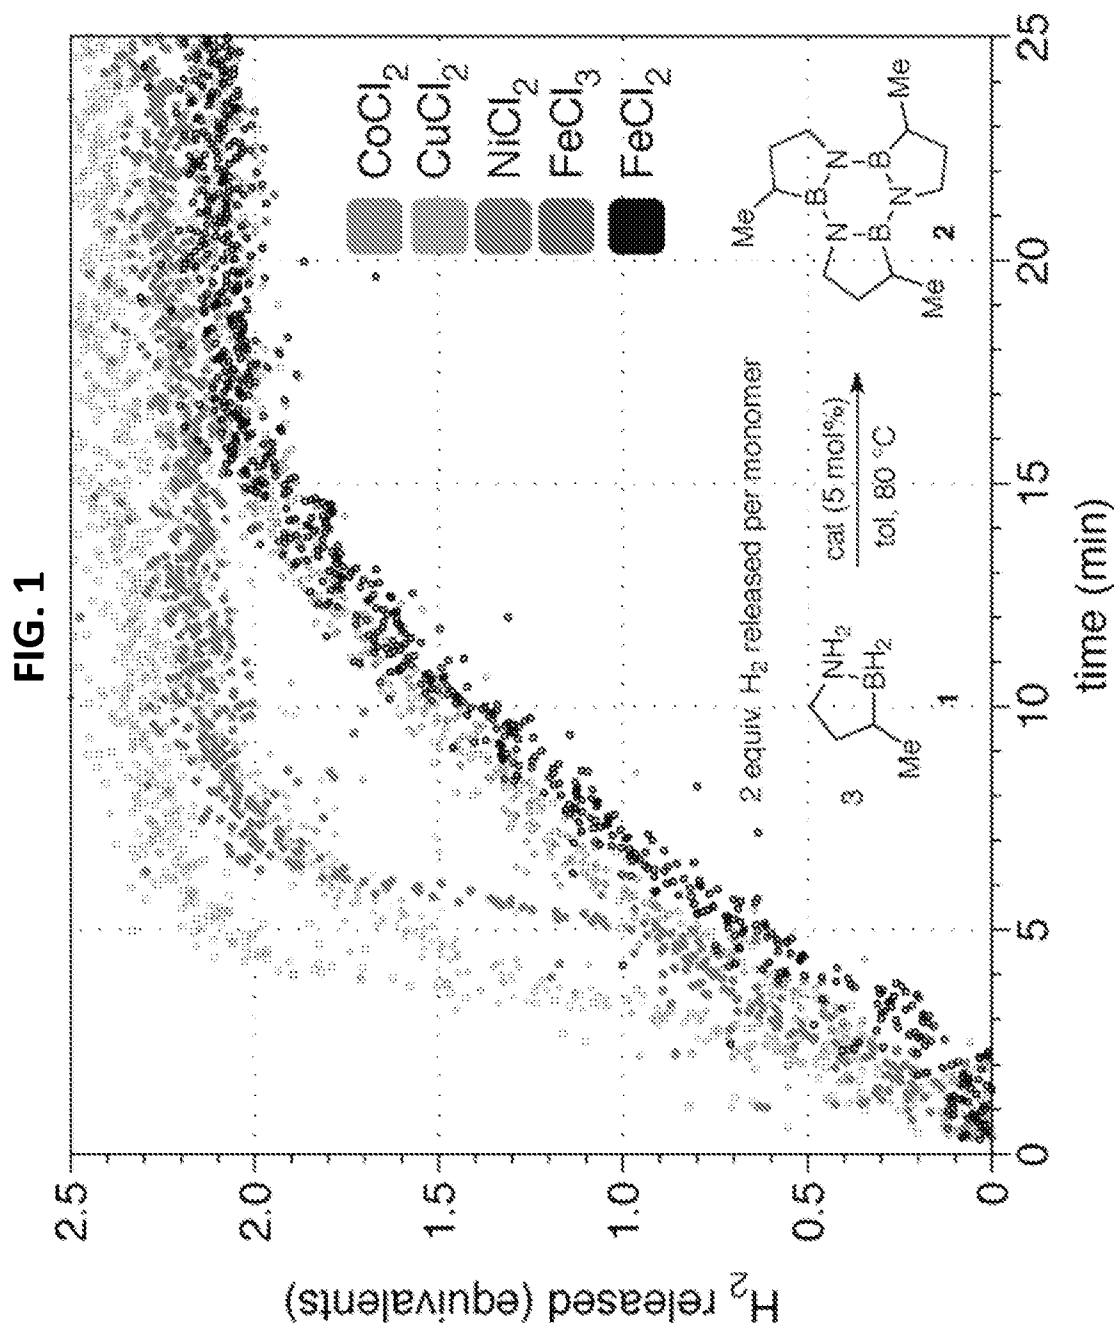 FIG. 1
H2 released (equivalents)
2.5
2.0
1.5
1.0
0.5
0
0
5
10
15
20
25
time (min)
CoCl2
CuCl2
NiCl2
FeCl3
FeCl2
2 equiv. H2 released per monomer
3
NH2
BH2
Me
1
cat (5 mol%)
tol, 80 °C
Me
N
B
N
B
B
N
Me
Me
2